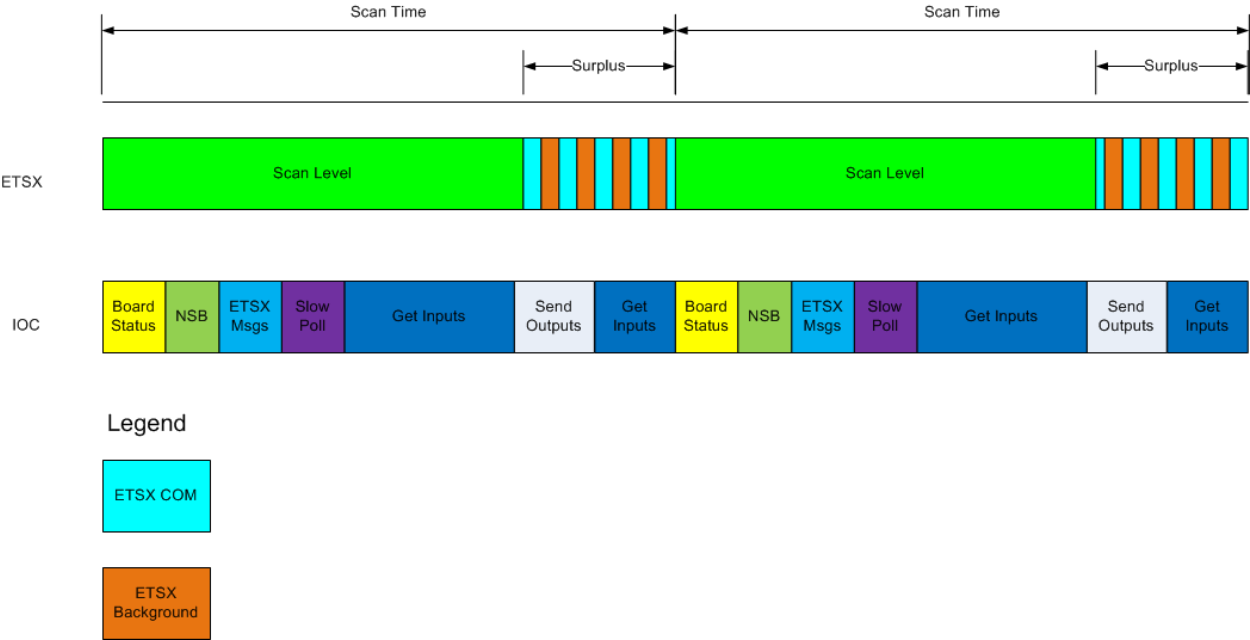 Scan Time
Scan Time
Surplus
Surplus
ETSX
Scan Level
Scan Level
IOC
Board
Status
NSB
ETSX
Msgs
Slow
Poll
Get Inputs
Send
Outputs
Get
Inputs
Board
Status
NSB
ETSX
Msgs
Slow
Poll
Get Inputs
Send
Outputs
Get
Inputs
Legend
ETSX COM
ETSX
Background